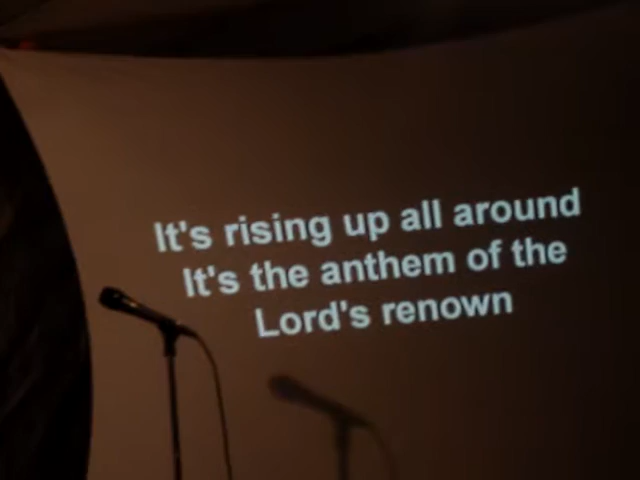 It's rising up all around
It's the anthem of the
Lord's renown